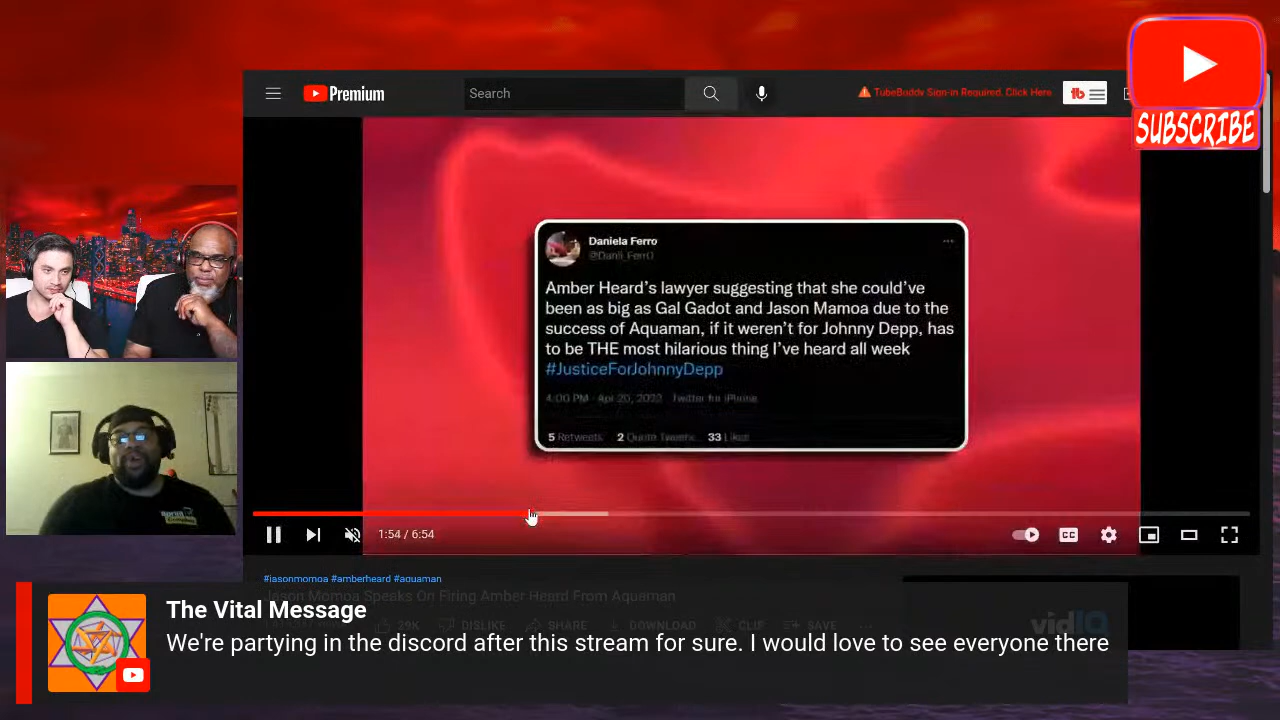 SUBSCRIBE
Premium
Search
TubeBuddy Sign-in Required. Click Here
tb
Daniela Ferro
Amber Heard's lawyer suggesting that she could've
been as big as Gal Gadot and Jason Mamoa due to the
success of Aquaman, if it weren't for Johnny Depp, has
to be THE most hilarious thing I've heard all week
#JusticeForJohnnyDepp
4:00 PM · Apr 20, 2022 Twitter for iPhone
5 Retweets 2 Quote Tweets 33 Likes
1:54 / 6:54
CC
#jasonmomoa #amberheard #aquaman
Jason Momoa Speaks On Firing Amber Heard From Aquaman
29K DISLIKE SHARE DOWNLOAD CLIP SAVE
vidIQ
The Vital Message
We're partying in the discord after this stream for sure. I would love to see everyone there